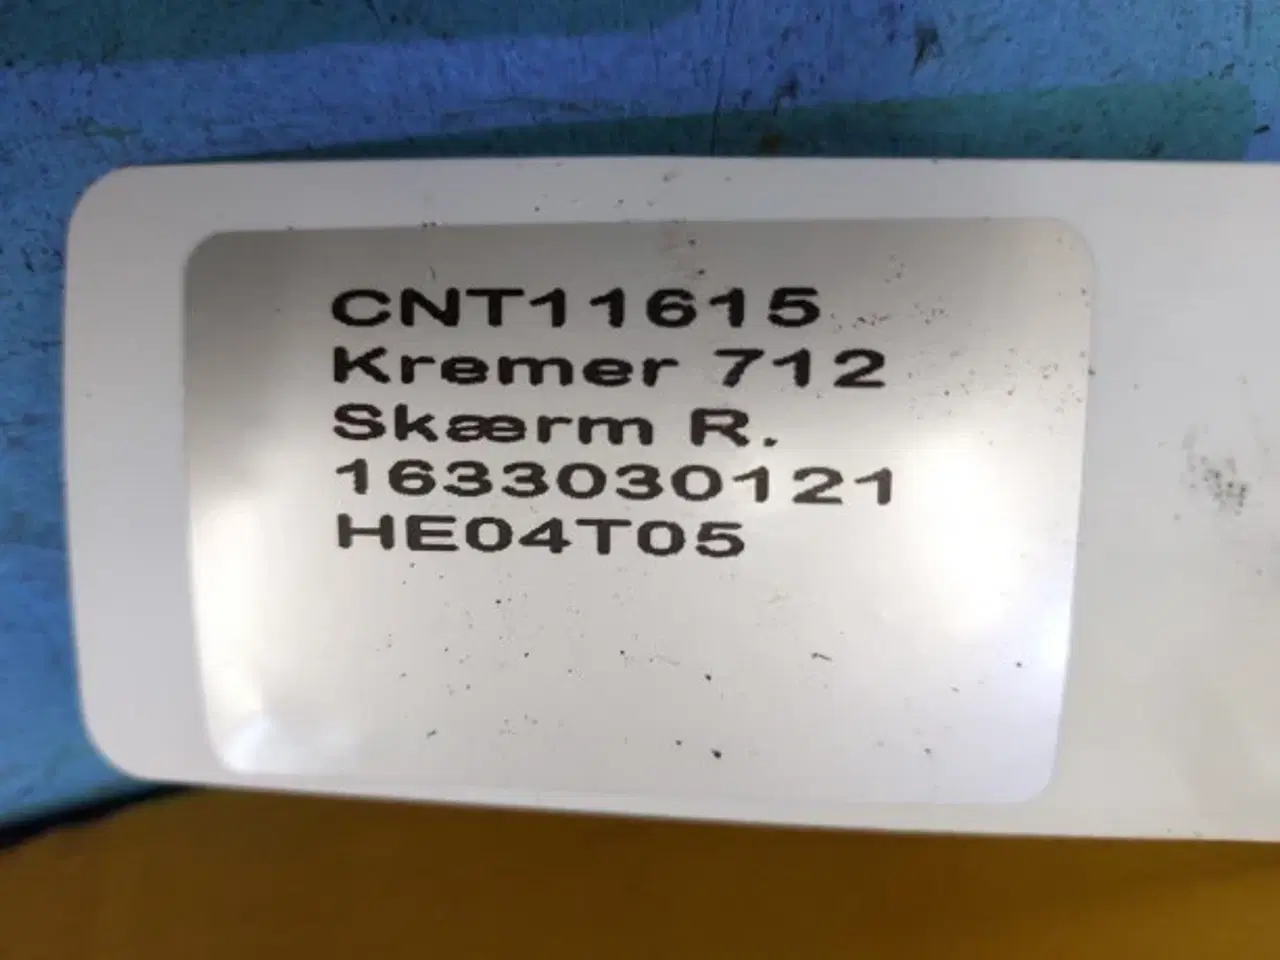 CNT11615
Kremer 712
Skærm R.
1633030121
HE04T05